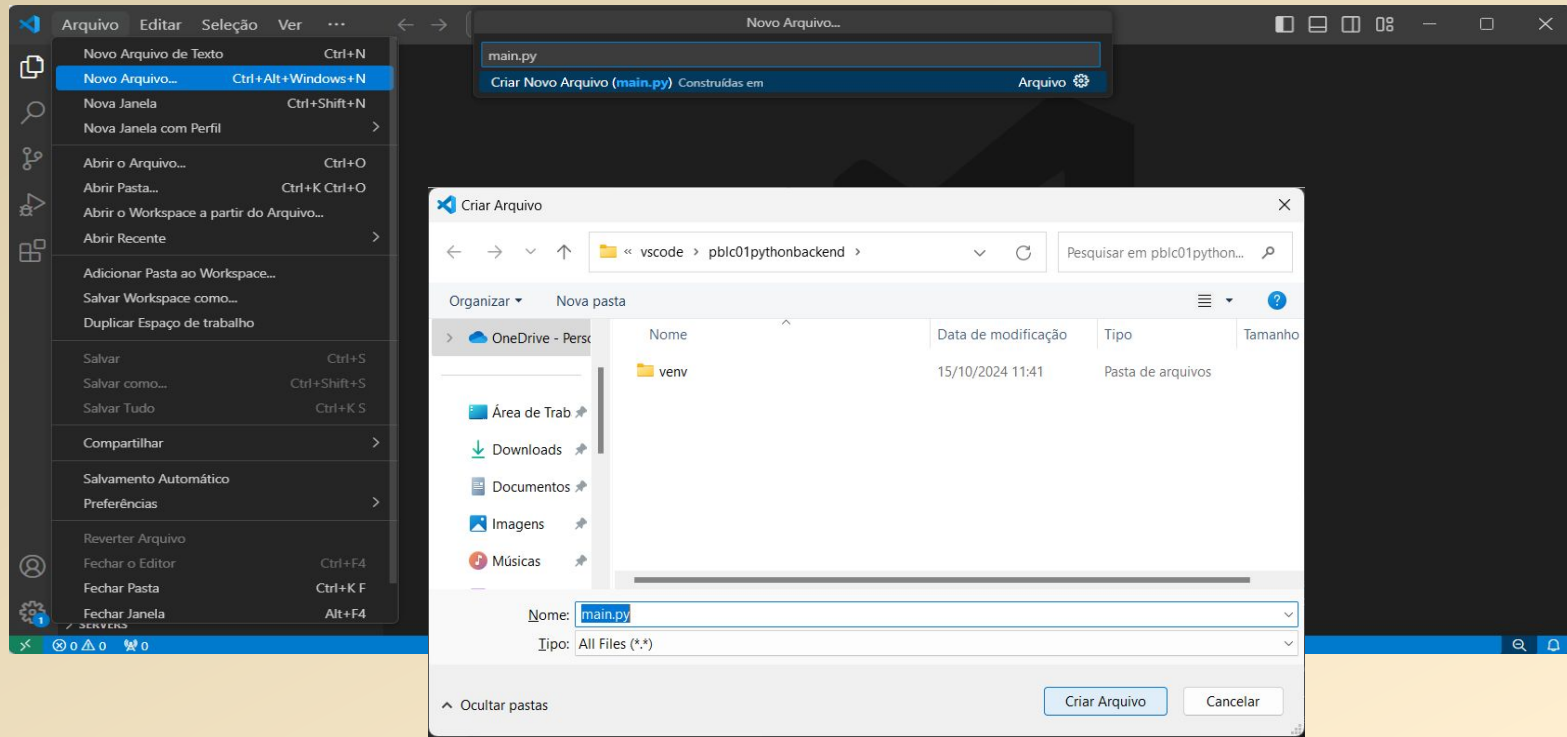 Arquivo Editar Seleção Ver ...
Novo Arquivo...
main.py
Criar Novo Arquivo (main.py) Construídas em Arquivo
Novo Arquivo de Texto Ctrl+N
Novo Arquivo... Ctrl+Alt+Windows+N
Nova Janela Ctrl+Shift+N
Nova Janela com Perfil
Abrir o Arquivo... Ctrl+O
Abrir Pasta... Ctrl+K Ctrl+O
Abrir o Workspace a partir do Arquivo...
Abrir Recente
Adicionar Pasta ao Workspace...
Salvar Workspace como...
Duplicar Espaço de trabalho
Salvar Ctrl+S
Salvar como... Ctrl+Shift+S
Salvar Tudo Ctrl+K S
Compartilhar
Salvamento Automático
Preferências
Reverter Arquivo
Fechar o Editor Ctrl+F4
Fechar Pasta Ctrl+K F
Fechar Janela Alt+F4
SERVERS
1
0 0 0
Criar Arquivo
« vscode > pblc01pythonbackend >
Pesquisar em pblc01python...
Organizar Nova pasta
?
OneDrive - Perso
Nome Data de modificação Tipo Tamanho
venv 15/10/2024 11:41 Pasta de arquivos
Área de Trab
Downloads
Documentos
Imagens
Músicas
Nome: main.py
Tipo: All Files (*.*)
Ocultar pastas
Criar Arquivo Cancelar